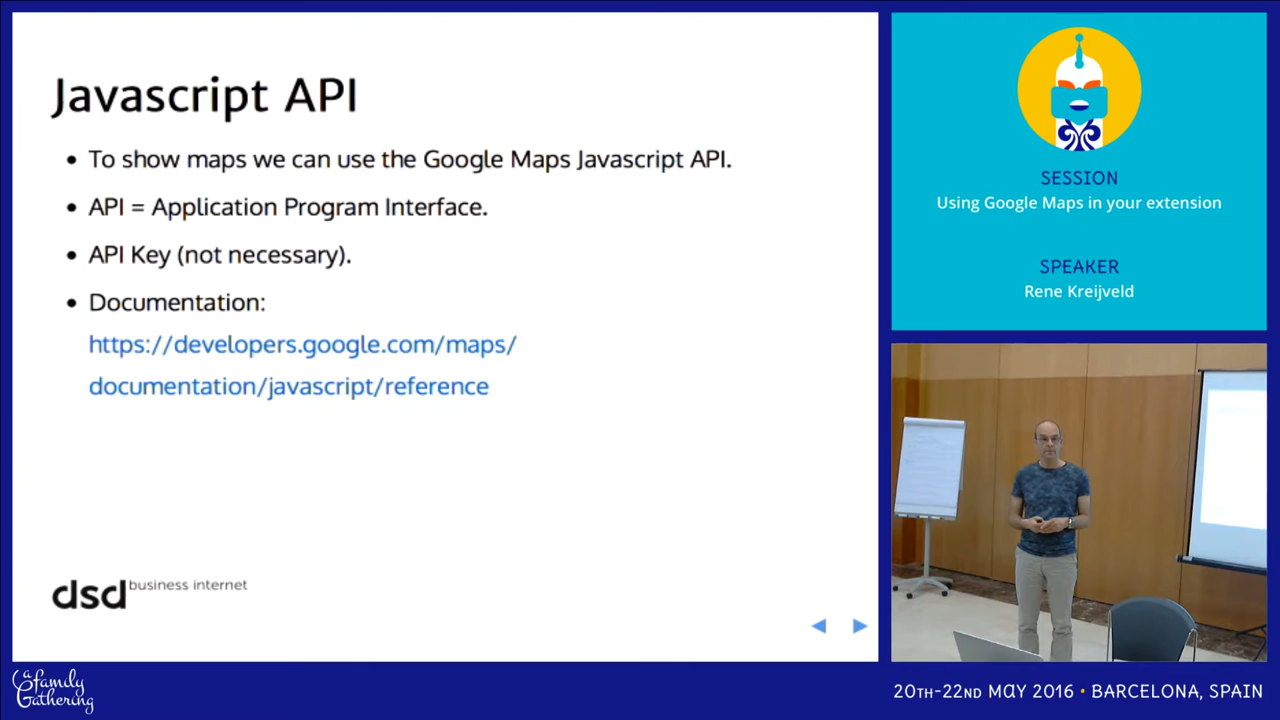 Javascript API
• To show maps we can use the Google Maps Javascript API.
• API = Application Program Interface.
• API Key (not necessary).
• Documentation:
https://developers.google.com/maps/
documentation/javascript/reference
dsd business internet
SESSION
Using Google Maps in your extension
SPEAKER
Rene Kreijveld
a family
Gathering
20TH-22ND MAY 2016 • BARCELONA, SPAIN